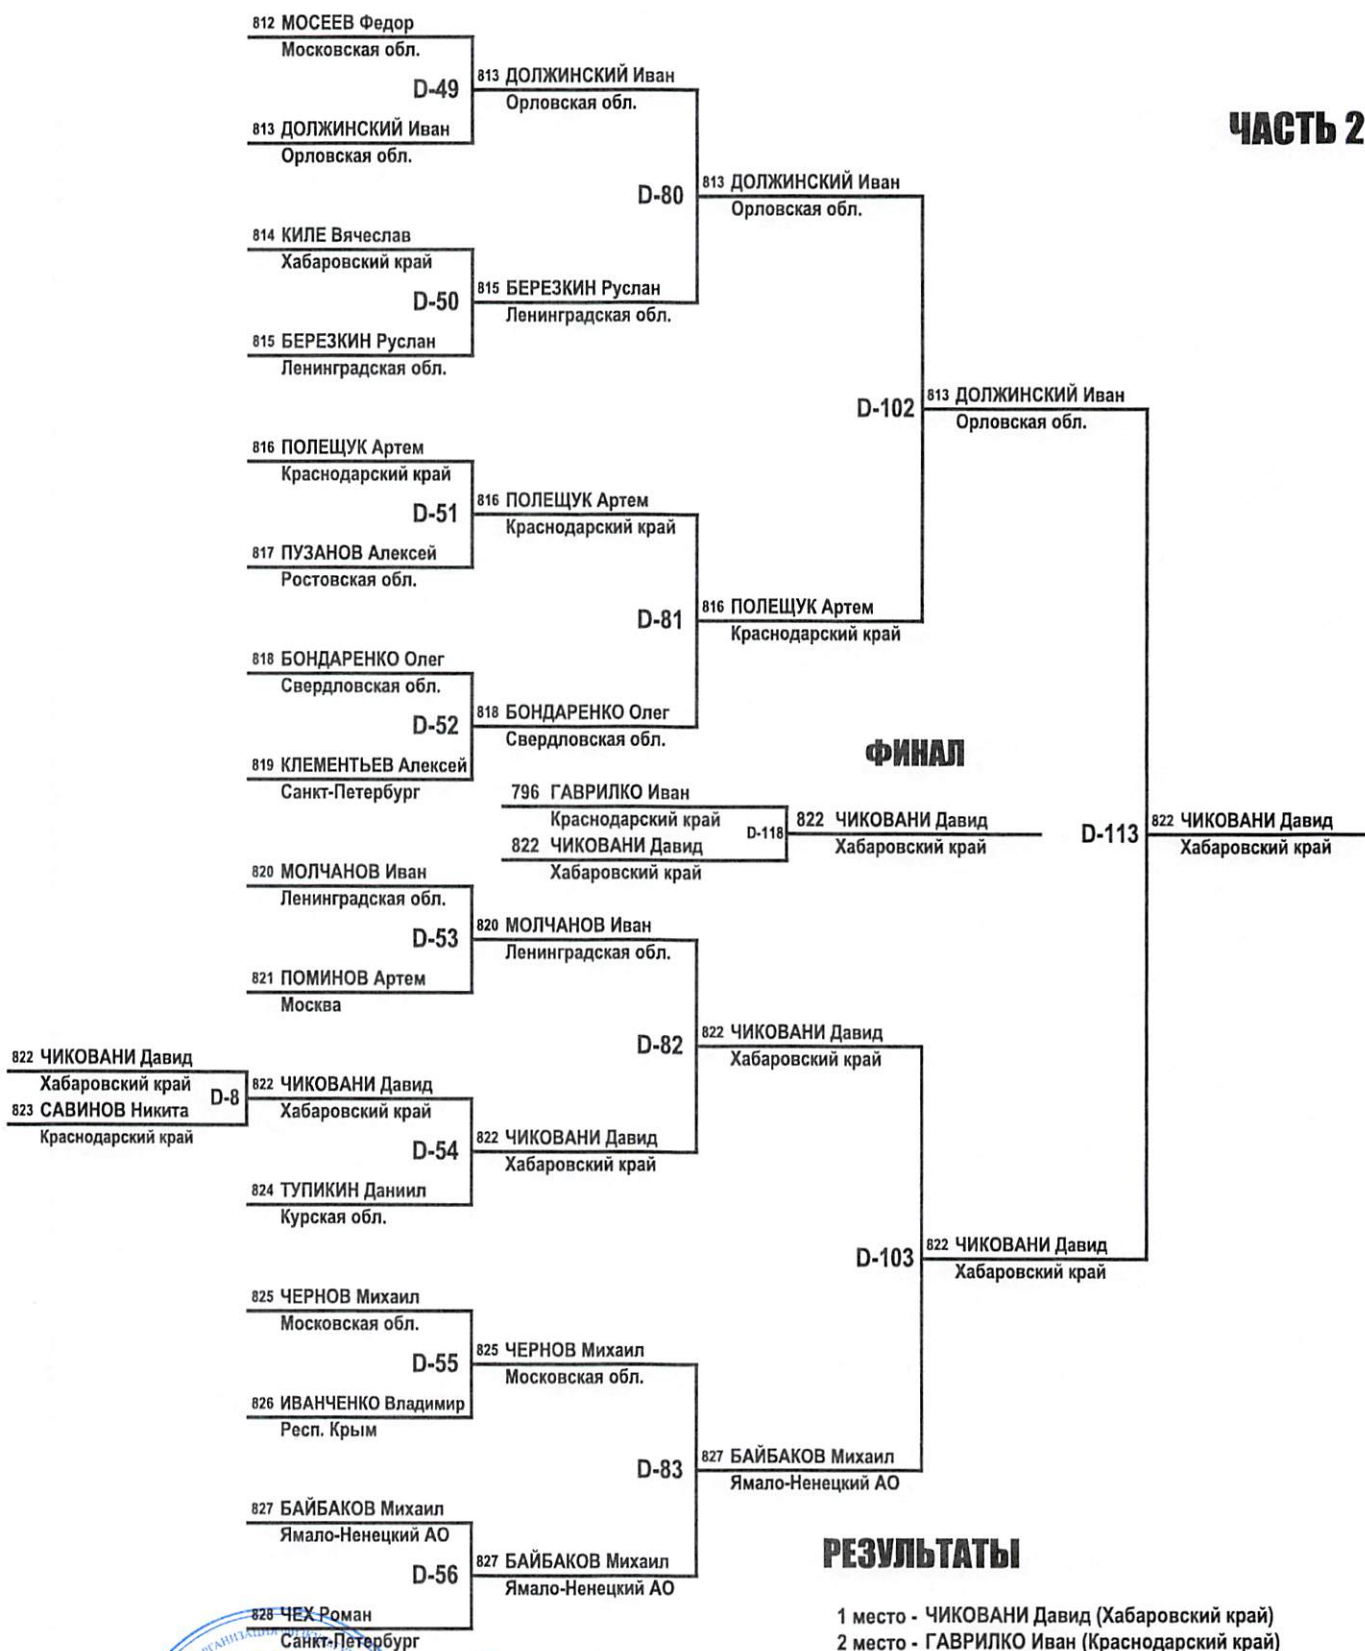 812 МОСЕЕВ Федор
Московская обл.
D-49
813 ДОЛЖИНСКИЙ Иван
Орловская обл.
ЧАСТЬ 2
813 ДОЛЖИНСКИЙ Иван
Орловская обл.
D-80
813 ДОЛЖИНСКИЙ Иван
Орловская обл.
814 КИЛЕ Вячеслав
Хабаровский край
D-50
815 БЕРЕЗКИН Руслан
Ленинградская обл.
815 БЕРЕЗКИН Руслан
Ленинградская обл.
D-102
813 ДОЛЖИНСКИЙ Иван
Орловская обл.
816 ПОЛЕЩУК Артем
Краснодарский край
D-51
816 ПОЛЕЩУК Артем
Краснодарский край
817 ПУЗАНОВ Алексей
Ростовская обл.
D-81
816 ПОЛЕЩУК Артем
Краснодарский край
818 БОНДАРЕНКО Олег
Свердловская обл.
D-52
818 БОНДАРЕНКО Олег
Свердловская обл.
819 КЛЕМЕНТЬЕВ Алексей
Санкт-Петербург
ФИНАЛ
796 ГАВРИЛКО Иван
Краснодарский край
D-118
822 ЧИКОВАНИ Давид
Хабаровский край
822 ЧИКОВАНИ Давид
Хабаровский край
D-113
822 ЧИКОВАНИ Давид
Хабаровский край
820 МОЛЧАНОВ Иван
Ленинградская обл.
D-53
820 МОЛЧАНОВ Иван
Ленинградская обл.
821 ПОМИНОВ Артем
Москва
D-82
822 ЧИКОВАНИ Давид
Хабаровский край
822 ЧИКОВАНИ Давид
Хабаровский край
D-8
823 САВИНОВ Никита
Краснодарский край
822 ЧИКОВАНИ Давид
Хабаровский край
D-54
822 ЧИКОВАНИ Давид
Хабаровский край
824 ТУПИКИН Даниил
Курская обл.
D-103
822 ЧИКОВАНИ Давид
Хабаровский край
825 ЧЕРНОВ Михаил
Московская обл.
D-55
825 ЧЕРНОВ Михаил
Московская обл.
826 ИВАНЧЕНКО Владимир
Респ. Крым
D-83
827 БАЙБАКОВ Михаил
Ямало-Ненецкий АО
827 БАЙБАКОВ Михаил
Ямало-Ненецкий АО
D-56
827 БАЙБАКОВ Михаил
Ямало-Ненецкий АО
828 ЧЕХ Роман
Санкт-Петербург
РЕЗУЛЬТАТЫ
1 место - ЧИКОВАНИ Давид (Хабаровский край)
2 место - ГАВРИЛКО Иван (Краснодарский край)